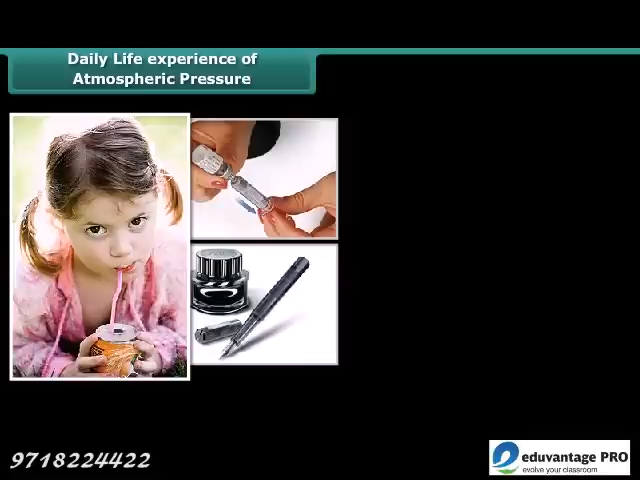 Daily Life experience of
Atmospheric Pressure
9718224422
eduvantage PRO
evolve your classroom